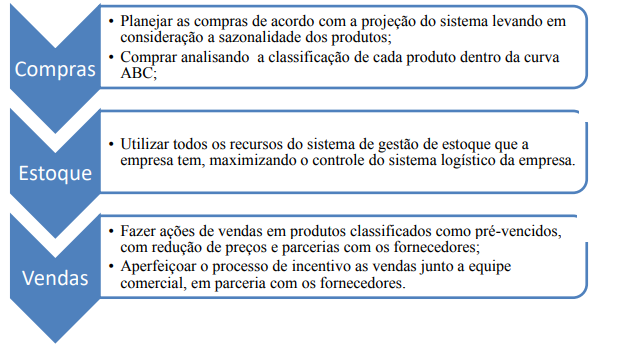 Compras
• Planejar as compras de acordo com a projeção do sistema levando em
consideração a sazonalidade dos produtos;
• Comprar analisando a classificação de cada produto dentro da curva
ABC;
Estoque
• Utilizar todos os recursos do sistema de gestão de estoque que a
empresa tem, maximizando o controle do sistema logístico da empresa.
Vendas
• Fazer ações de vendas em produtos classificados como pré-vencidos,
com redução de preços e parcerias com os fornecedores;
• Aperfeiçoar o processo de incentivo as vendas junto a equipe
comercial, em parceria com os fornecedores.